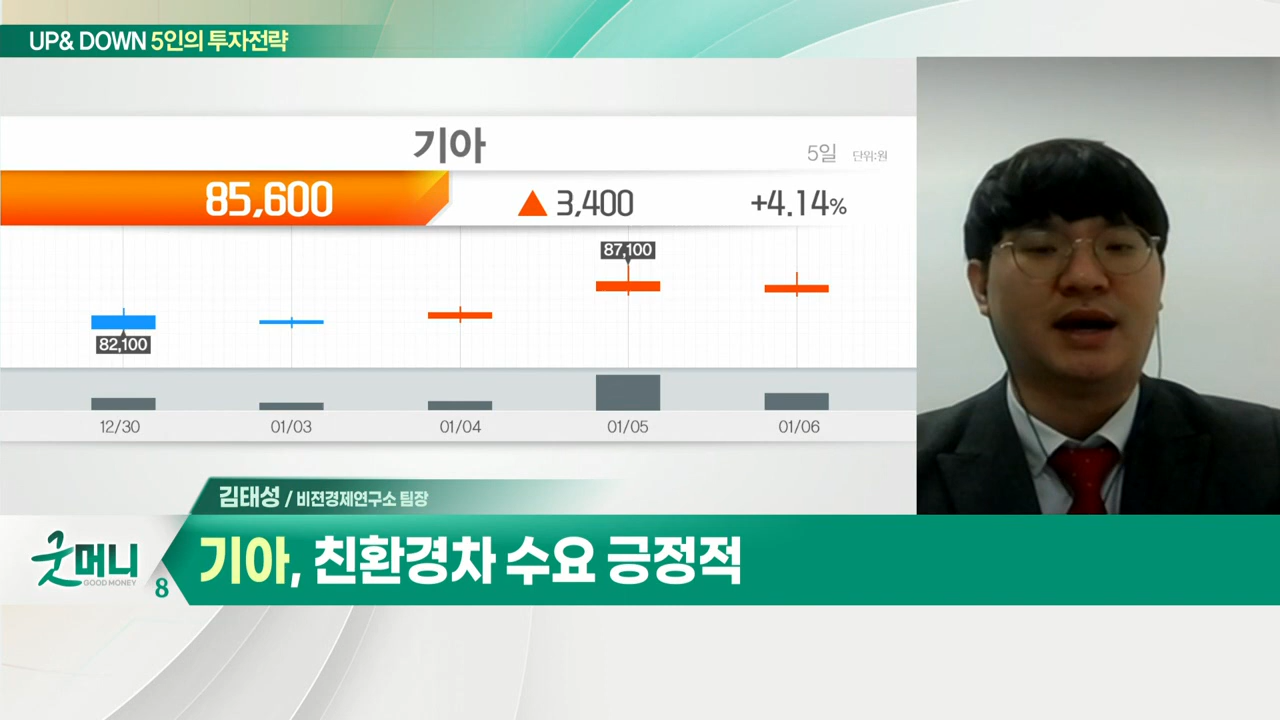 UP& DOWN 5인의 투자전략
기아
5일 단위:원
85,600 ▲ 3,400 +4.14%
87,100
82,100
12/30 01/03 01/04 01/05 01/06
김태성 / 비젼경제연구소 팀장
굿머니
GOOD MONEY
8
기아, 친환경차 수요 긍정적